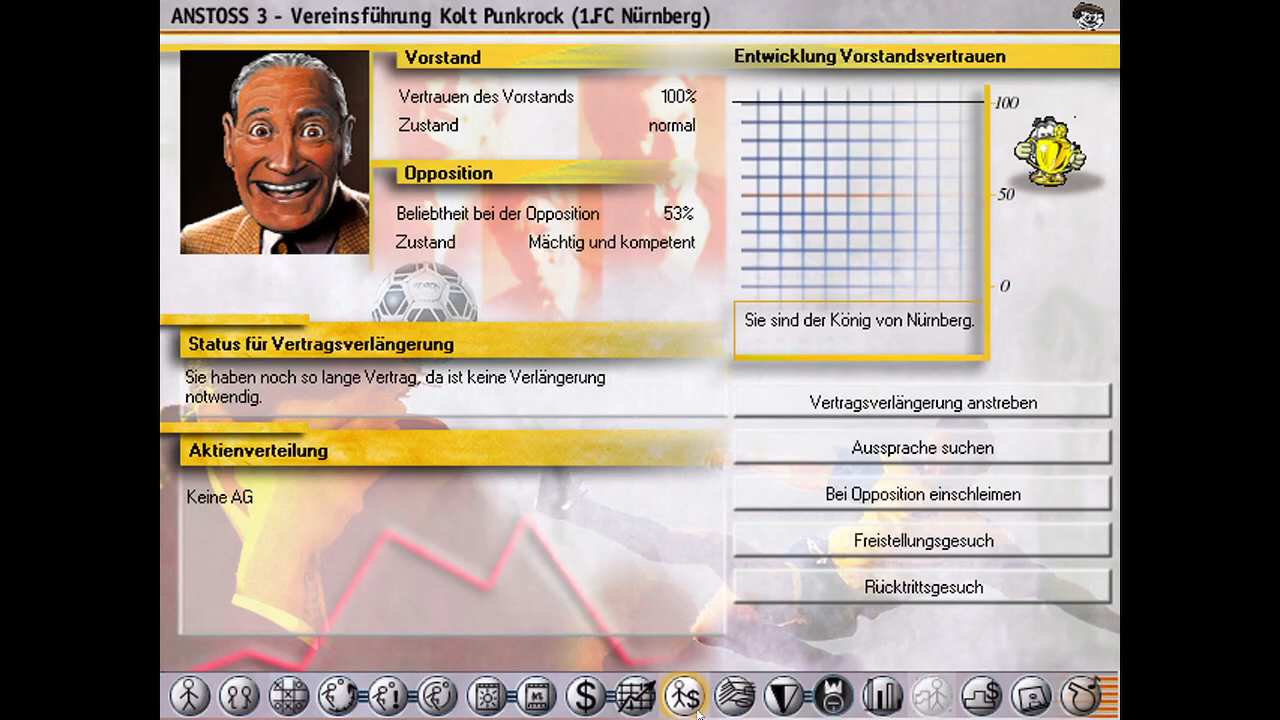 ANSTOSS 3 - Vereinsführung Kolt Punkrock (1.FC Nürnberg)
Vorstand
Vertrauen des Vorstands 100%
Zustand normal
Opposition
Beliebtheit bei der Opposition 53%
Zustand Mächtig und kompetent
Entwicklung Vorstandsvertrauen
100
50
0
Sie sind der König von Nürnberg.
Status für Vertragsverlängerung
Sie haben noch so lange Vertrag, da ist keine Verlängerung
notwendig.
Aktienverteilung
Keine AG
Vertragsverlängerung anstreben
Aussprache suchen
Bei Opposition einschleimen
Freistellungsgesuch
Rücktrittsgesuch